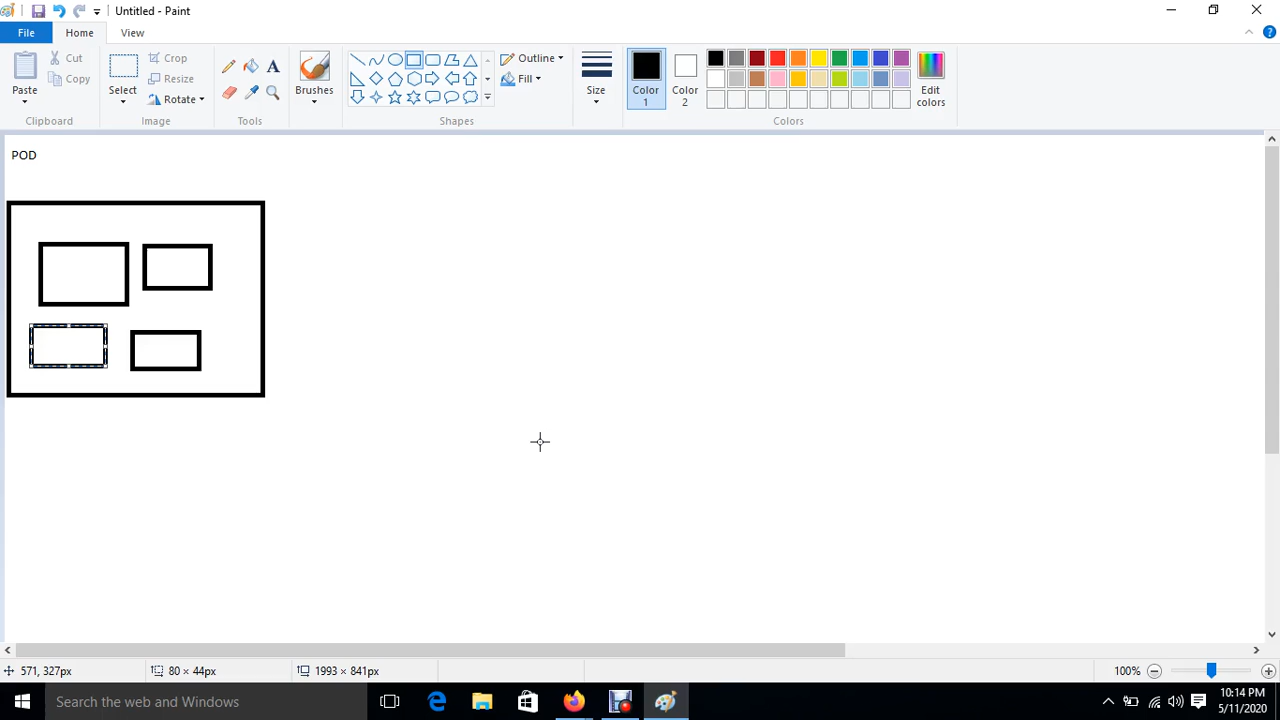 Untitled - Paint
File Home View
Paste
Cut
Copy
Clipboard
Select
Crop
Resize
Rotate
Image
A
Tools
Brushes
Shapes
Outline
Fill
Size
Color 1
Color 2
Edit colors
Colors
POD
571, 327px 80 × 44px 1993 × 841px 100%
Search the web and Windows
10:14 PM
5/11/2020